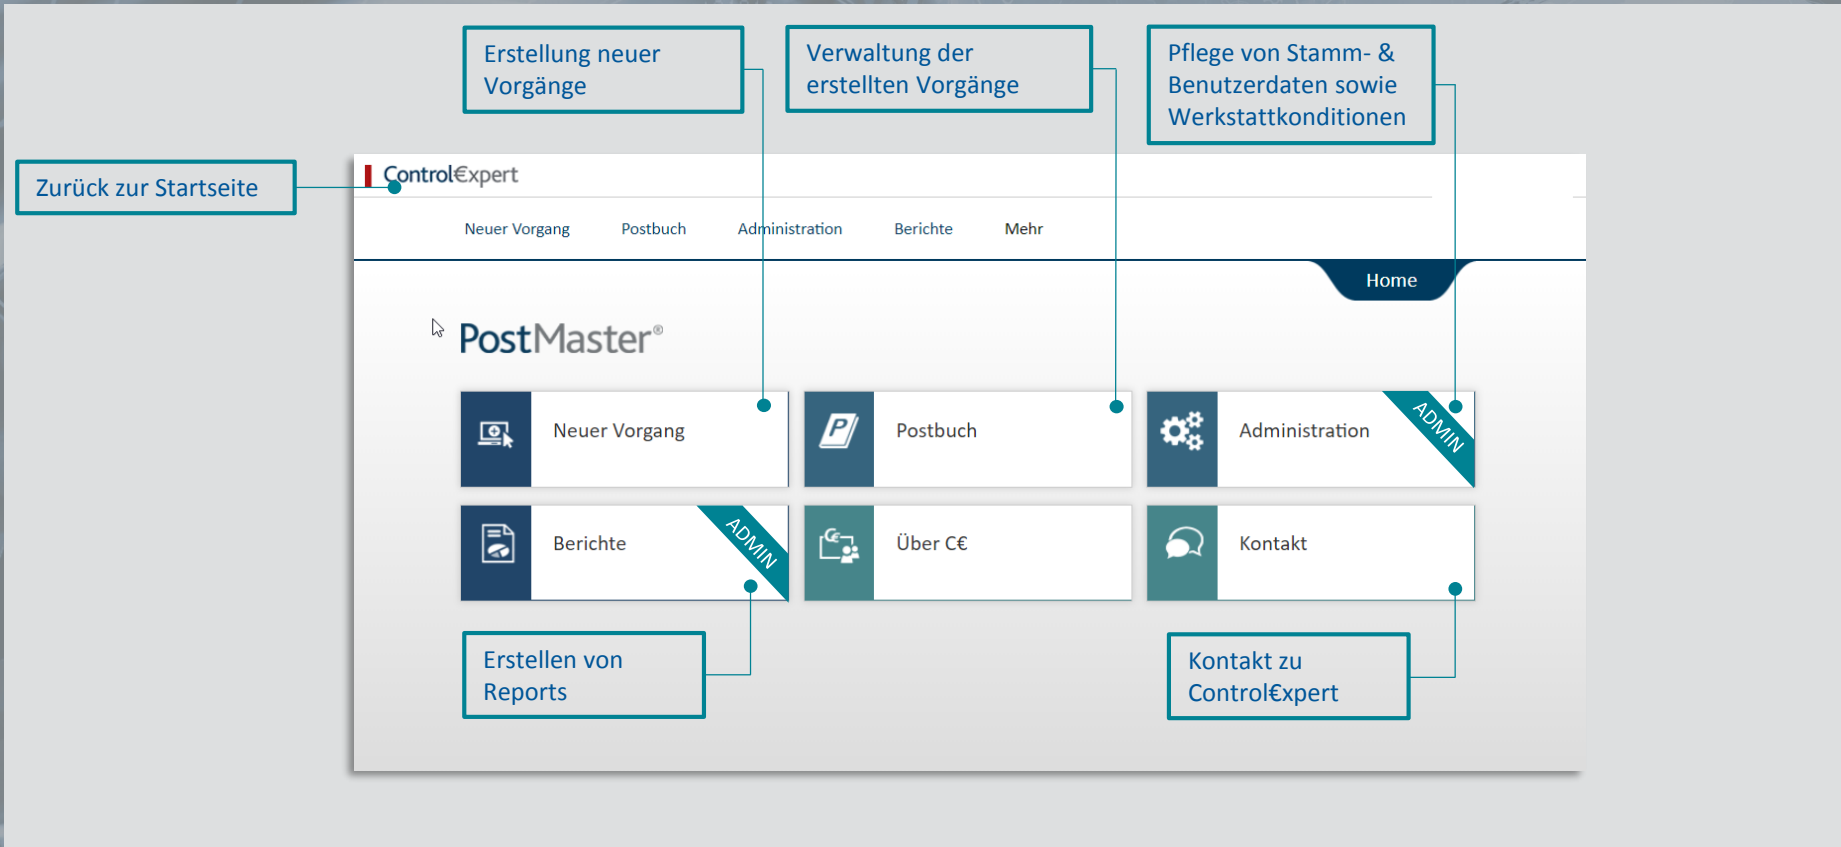 Erstellung neuer
Vorgänge
Verwaltung der
erstellten Vorgänge
Pflege von Stamm- &
Benutzerdaten sowie
Werkstattkonditionen
Zurück zur Startseite
Control€xpert
Neuer Vorgang
Postbuch
Administration
Berichte
Mehr
Home
PostMaster®
Neuer Vorgang
P
Postbuch
Administration
ADMIN
Berichte
ADMIN
C€
Über C€
Kontakt
Erstellen von
Reports
Kontakt zu
Control€xpert